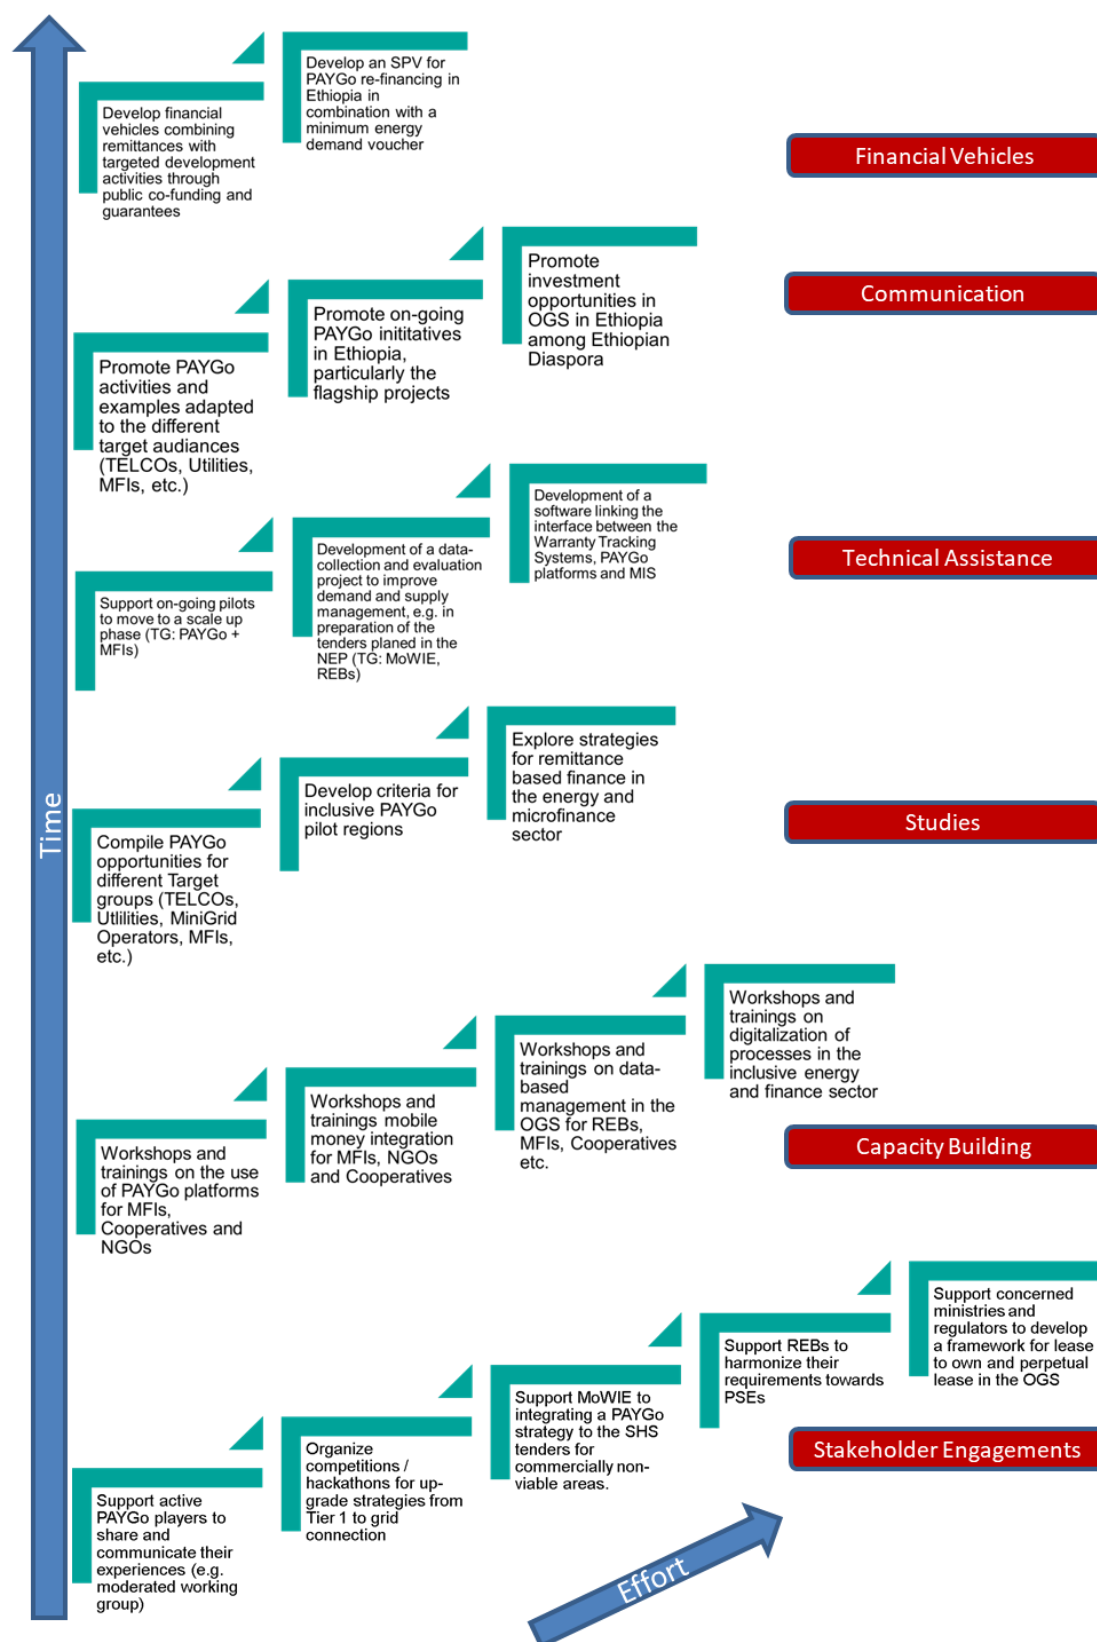 Develop an SPV for
PAYGo re-financing in
Ethiopia in
combination with a
minimum energy
demand voucher
Develop financial
vehicles combining
remittances with
targeted development
activities through
public co-funding and
guarantees
Financial Vehicles
Promote
investment
opportunities in
OGS in Ethiopia
among Ethiopian
Diaspora
Communication
Promote on-going
PAYGo inititatives
in Ethiopia,
particularly the
flagship projects
Promote PAYGo
activities and
examples adapted
to the different
target audiances
(TELCOs, Utilities,
MFIs, etc.)
Development of a
software linking the
interface between the
Warranty Tracking
Systems, PAYGo
platforms and MIS
Technical Assistance
Development of a data-
collection and evaluation
project to improve
demand and supply
management, e.g. in
preparation of the
tenders planed in the
NEP (TG: MoWIE,
REBs)
Support on-going pilots
to move to a scale up
phase (TG: PAYGo +
MFIs)
Explore strategies
for remittance
based finance in
the energy and
microfinance
sector
Studies
Develop criteria for
inclusive PAYGo
pilot regions
Compile PAYGo
opportunities for
different Target
groups (TELCOs,
Utlilities, MiniGrid
Operators, MFIs,
etc.)
Time
Workshops and
trainings on
digitalization of
processes in the
inclusive energy
and finance sector
Capacity Building
Workshops and
trainings on data-
based
management in the
OGS for REBs,
MFIs, Cooperatives
etc.
Workshops and
trainings mobile
money integration
for MFIs, NGOs
and Cooperatives
Workshops and
trainings on the use
of PAYGo platforms
for MFIs,
Cooperatives and
NGOs
Support concerned
ministries and
regulators to develop
a framework for lease
to own and perpetual
lease in the OGS
Support REBs to
harmonize their
requirements towards
PSEs
Stakeholder Engagements
Support MoWIE to
integrating a PAYGo
strategy to the SHS
tenders for
commercially non-
viable areas.
Organize
competitions /
hackathons for up-
grade strategies from
Tier 1 to grid
connection
Support active
PAYGo players to
share and
communicate their
experiences (e.g.
moderated working
group)
Effort